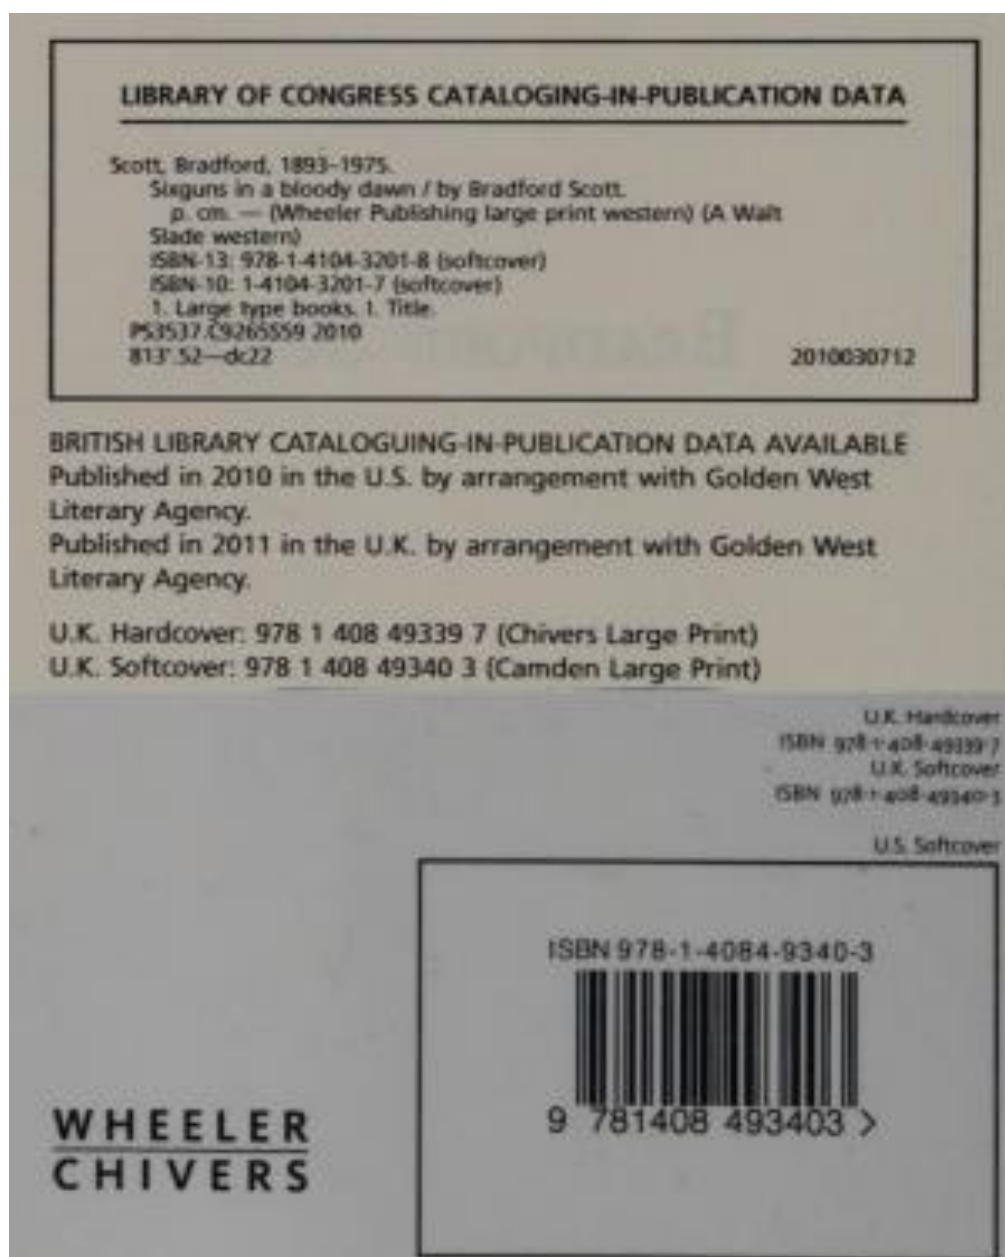 LIBRARY OF CONGRESS CATALOGING-IN-PUBLICATION DATA
Scott, Bradford, 1893–1975.
Sixguns in a bloody dawn / by Bradford Scott.
p. cm. — (Wheeler Publishing large print western) (A Walt
Slade western)
ISBN-13: 978-1-4104-3201-8 (softcover)
ISBN-10: 1-4104-3201-7 (softcover)
1. Large type books. I. Title.
PS3537.C9265S59 2010
813'.52—dc22 2010030712
BRITISH LIBRARY CATALOGUING-IN-PUBLICATION DATA AVAILABLE
Published in 2010 in the U.S. by arrangement with Golden West
Literary Agency.
Published in 2011 in the U.K. by arrangement with Golden West
Literary Agency.
U.K. Hardcover: 978 1 408 49339 7 (Chivers Large Print)
U.K. Softcover: 978 1 408 49340 3 (Camden Large Print)
U.K. Hardcover
ISBN 978-1-408-49339-7
U.K. Softcover
ISBN 978-1-408-49340-3
U.S. Softcover
ISBN 978-1-4084-9340-3
9 781408 493403 >
WHEELER
CHIVERS